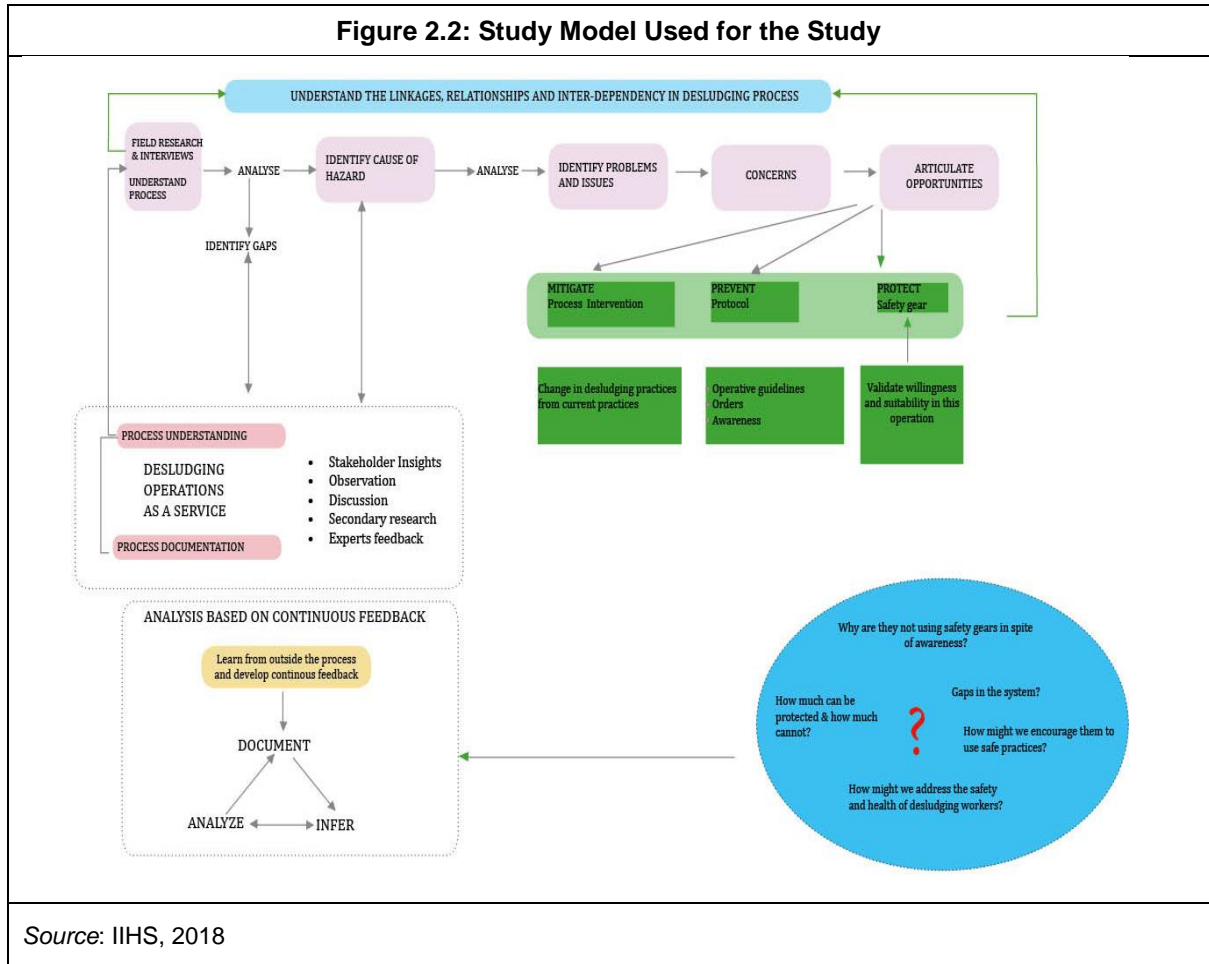 Figure 2.2: Study Model Used for the Study
UNDERSTAND THE LINKAGES, RELATIONSHIPS AND INTER-DEPENDENCY IN DESLUDGING PROCESS
FIELD RESEARCH
& INTERVIEWS
UNDERSTAND
PROCESS
ANALYSE
IDENTIFY CAUSE OF
HAZARD
ANALYSE
IDENTIFY PROBLEMS
AND ISSUES
CONCERNS
ARTICULATE
OPPORTUNITIES
IDENTIFY GAPS
MITIGATE
Process Intervention
PREVENT
Protocol
PROTECT
Safety gear
Change in desludging practices
from current practices
Operative guidelines
Orders
Awareness
Validate willingness
and suitability in this
operation
PROCESS UNDERSTANDING
DESLUDGING
OPERATIONS
AS A SERVICE
PROCESS DOCUMENTATION
• Stakeholder Insights
• Observation
• Discussion
• Secondary research
• Experts feedback
ANALYSIS BASED ON CONTINUOUS FEEDBACK
Learn from outside the process
and develop continous feedback
DOCUMENT
ANALYZE
INFER
Why are they not using safety gears in spite
of awareness?
How much can be
protected & how much
cannot?
Gaps in the system?
?
How might we encourage them to
use safe practices?
How might we address the safety
and health of desludging workers?
Source: IIHS, 2018